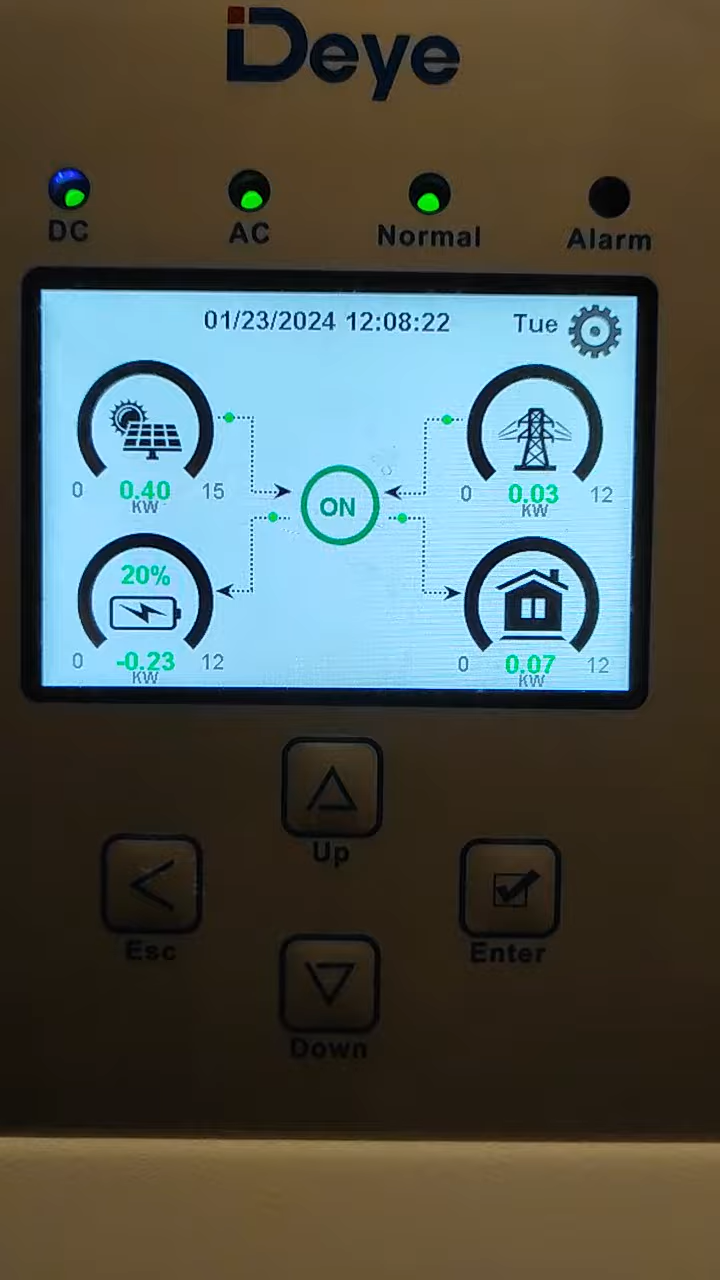 Deye
DC AC Normal Alarm
01/23/2024 12:08:22 Tue
0 0.40 15
KW
0 0.03 12
KW
ON
20%
0 -0.23 12
KW
0 0.07 12
KW
Up
Esc
Enter
Down